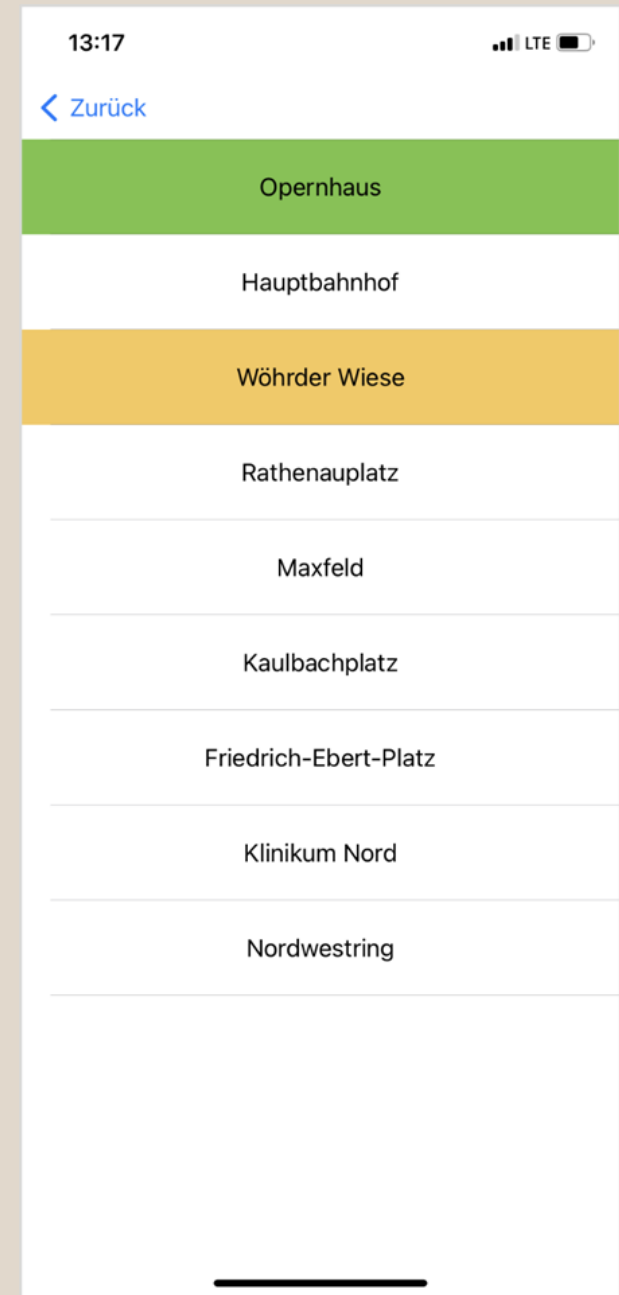 13:17
LTE
Zurück
Opernhaus
Hauptbahnhof
Wöhrder Wiese
Rathenauplatz
Maxfeld
Kaulbachplatz
Friedrich-Ebert-Platz
Klinikum Nord
Nordwestring